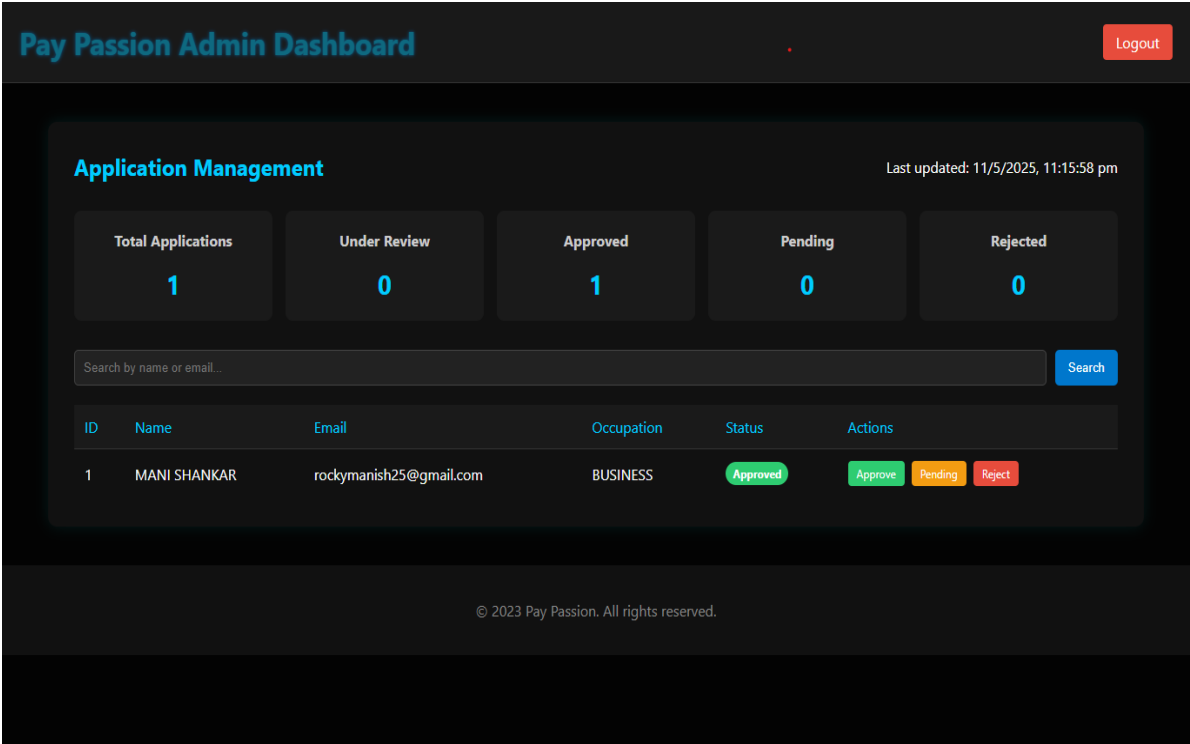 Pay Passion Admin Dashboard
Logout
Application Management
Last updated: 11/5/2025, 11:15:58 pm
Total Applications
1
Under Review
0
Approved
1
Pending
0
Rejected
0
Search by name or email...
Search
ID Name Email Occupation Status Actions
1 MANI SHANKAR rockymanish25@gmail.com BUSINESS Approved Approve Pending Reject
© 2023 Pay Passion. All rights reserved.